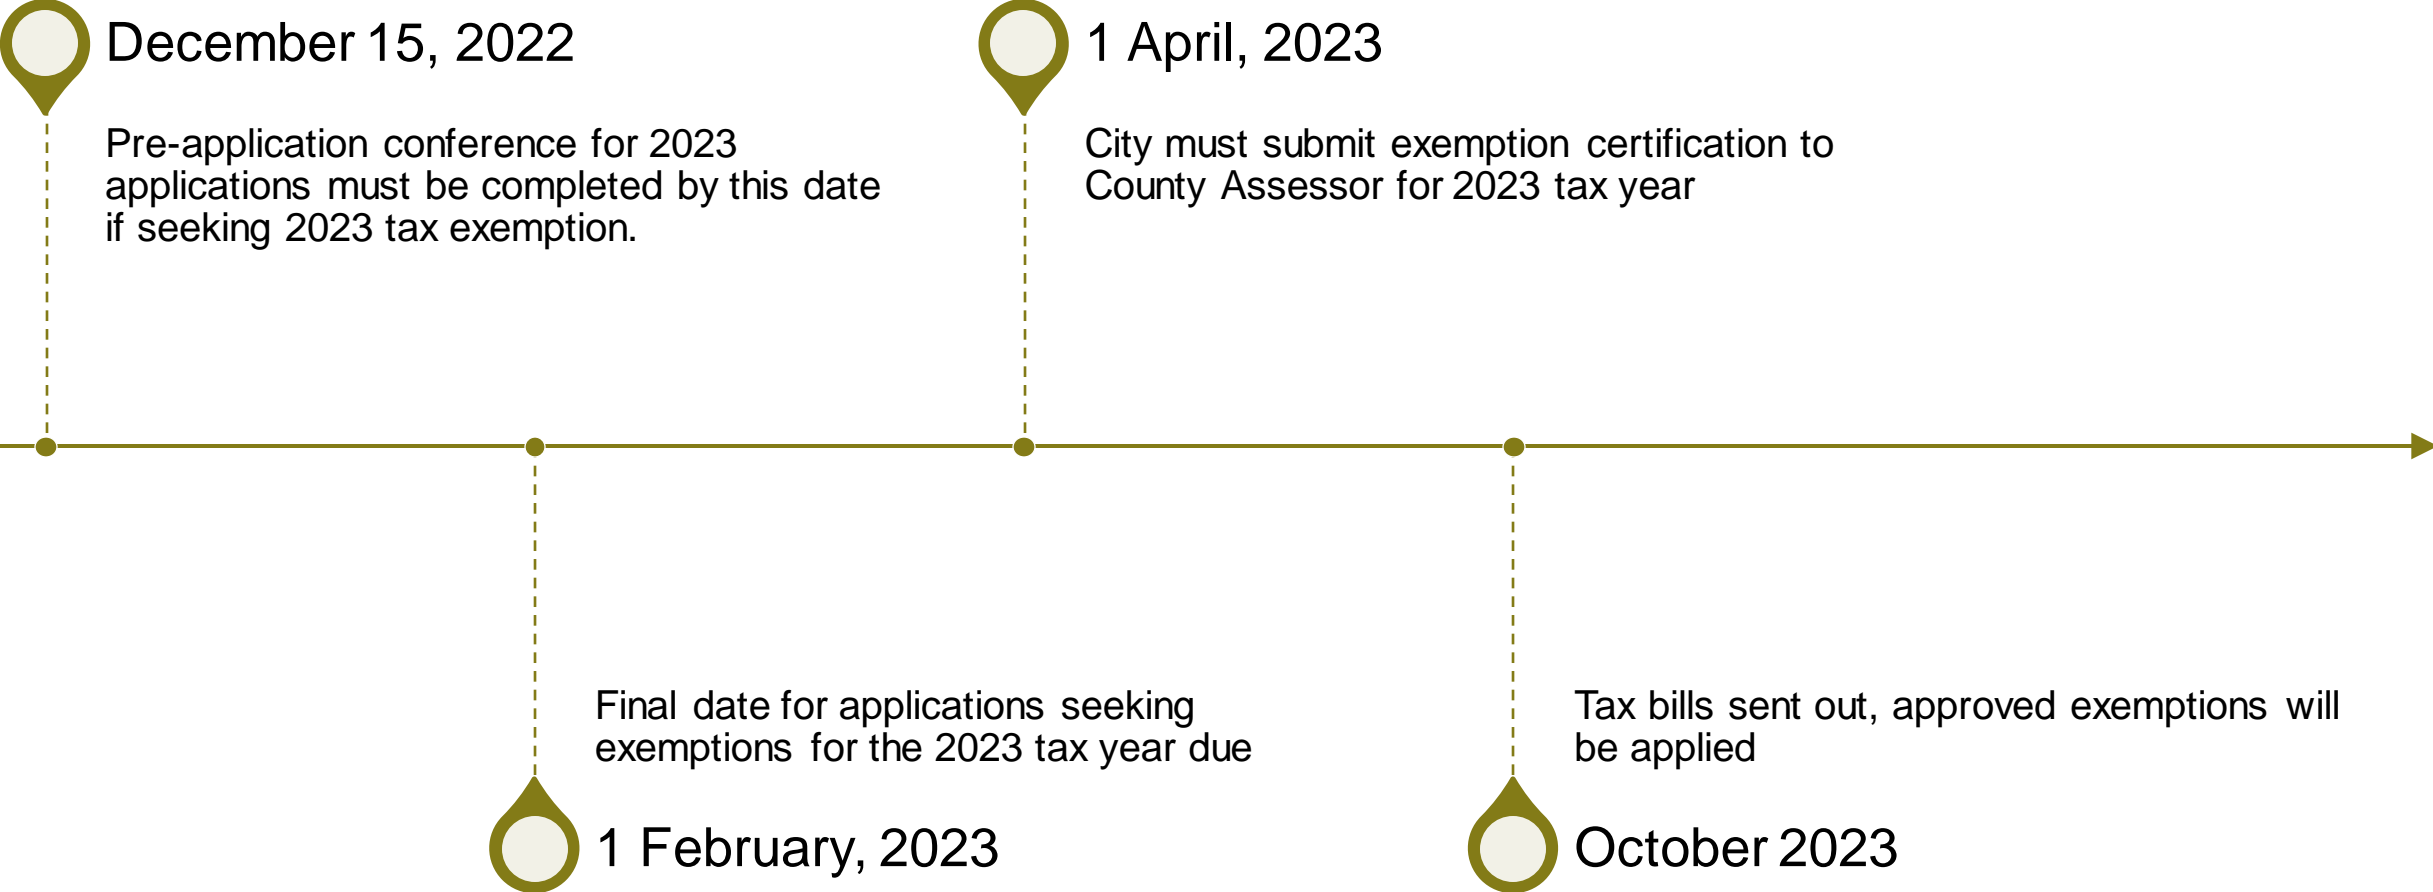 December 15, 2022
Pre-application conference for 2023
applications must be completed by this date
if seeking 2023 tax exemption.
1 April, 2023
City must submit exemption certification to
County Assessor for 2023 tax year
Final date for applications seeking
exemptions for the 2023 tax year due
1 February, 2023
Tax bills sent out, approved exemptions will
be applied
October 2023